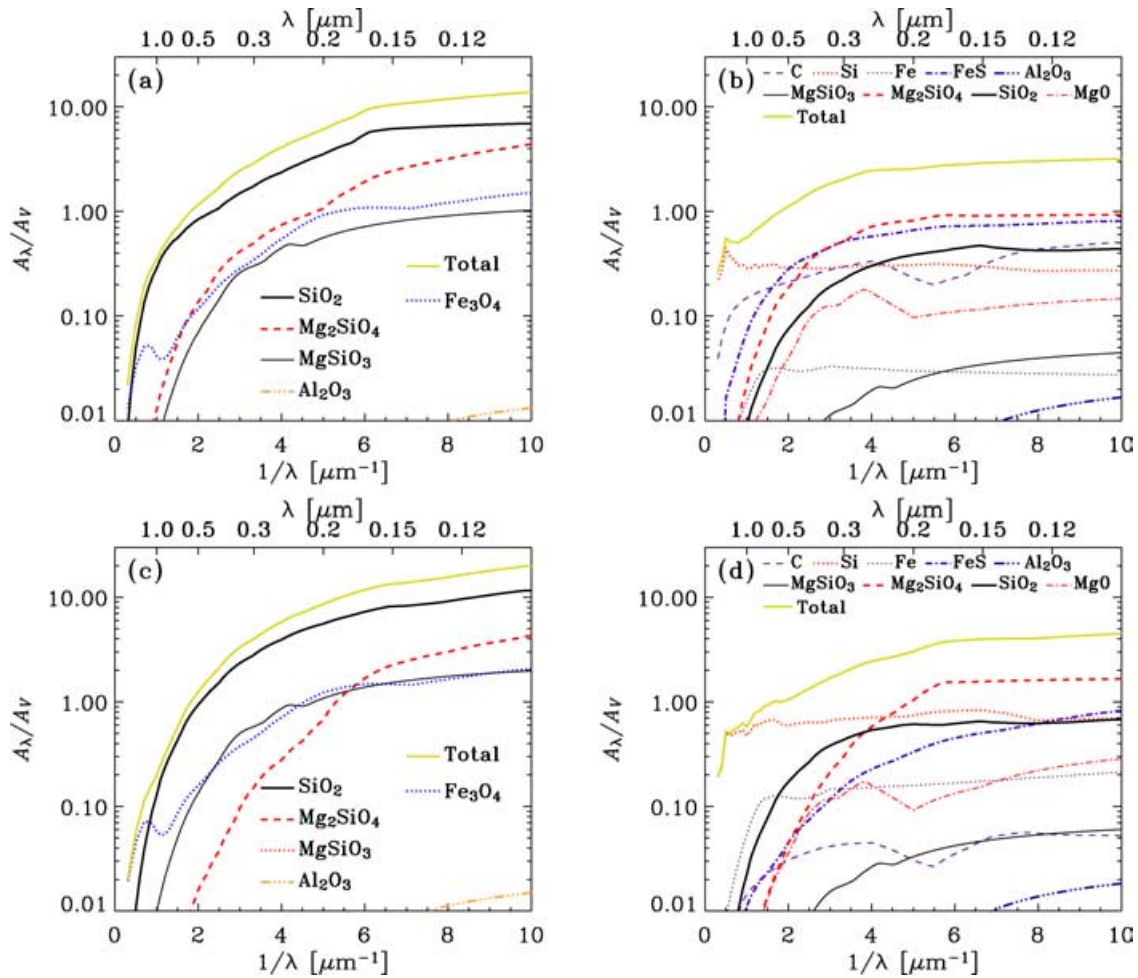 λ [μm]
1.0 0.5 0.3 0.2 0.15 0.12
(a)
10.00
1.00
0.10
0.01
Aλ/AV
Total
SiO₂
Fe₃O₄
Mg₂SiO₄
MgSiO₃
Al₂O₃
0 2 4 6 8 10
1/λ [μm⁻¹]
λ [μm]
1.0 0.5 0.3 0.2 0.15 0.12
(b)
C Si Fe FeS Al₂O₃
MgSiO₃ Mg₂SiO₄ SiO₂ MgO
Total
10.00
1.00
0.10
0.01
Aλ/AV
0 2 4 6 8 10
1/λ [μm⁻¹]
λ [μm]
1.0 0.5 0.3 0.2 0.15 0.12
(c)
10.00
1.00
0.10
0.01
Aλ/AV
Total
SiO₂
Fe₃O₄
Mg₂SiO₄
MgSiO₃
Al₂O₃
0 2 4 6 8 10
1/λ [μm⁻¹]
λ [μm]
1.0 0.5 0.3 0.2 0.15 0.12
(d)
C Si Fe FeS Al₂O₃
MgSiO₃ Mg₂SiO₄ SiO₂ MgO
Total
10.00
1.00
0.10
0.01
Aλ/AV
0 2 4 6 8 10
1/λ [μm⁻¹]